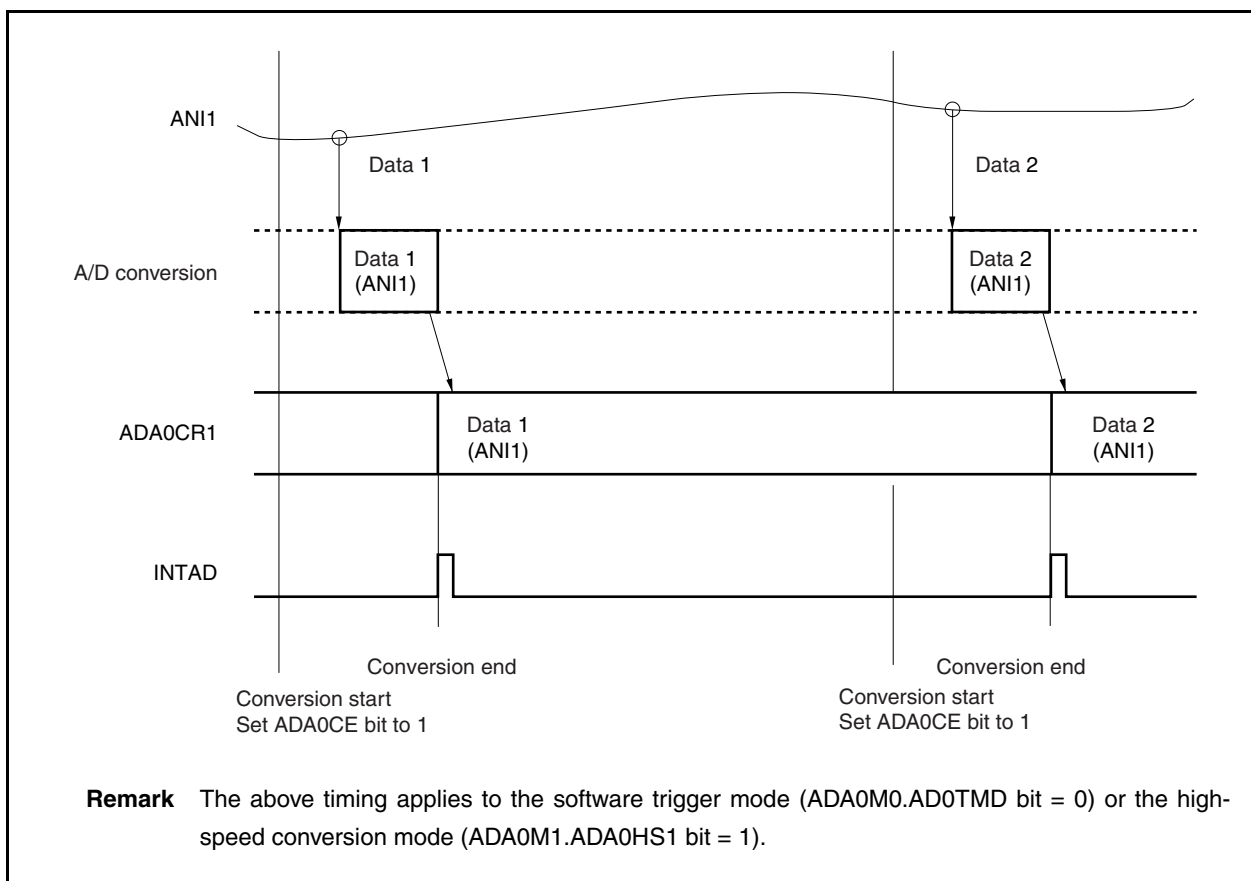 ANI1
Data 1
Data 2
A/D conversion
Data 1
(ANI1)
Data 2
(ANI1)
ADA0CR1
Data 1
(ANI1)
Data 2
(ANI1)
INTAD
Conversion end
Conversion end
Conversion start
Set ADA0CE bit to 1
Conversion start
Set ADA0CE bit to 1
Remark The above timing applies to the software trigger mode (ADA0M0.AD0TMD bit = 0) or the high-
speed conversion mode (ADA0M1.ADA0HS1 bit = 1).